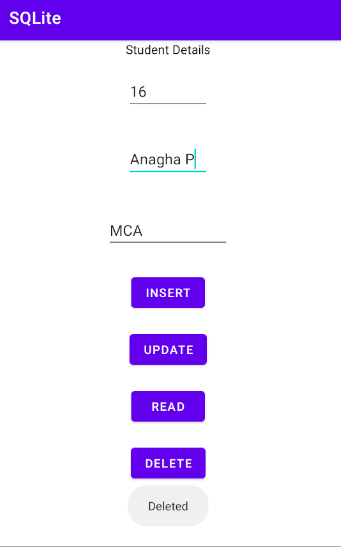 SQLite
Student Details
16
Anagha P
MCA
INSERT
UPDATE
READ
DELETE
Deleted